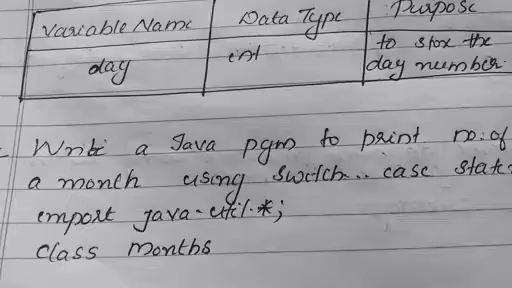 Variable Name Data Type Purpose
day int to store the
day number.
Write a Java pgm to print no. of
a month using switch.. case stat
import java.util.*;
class months